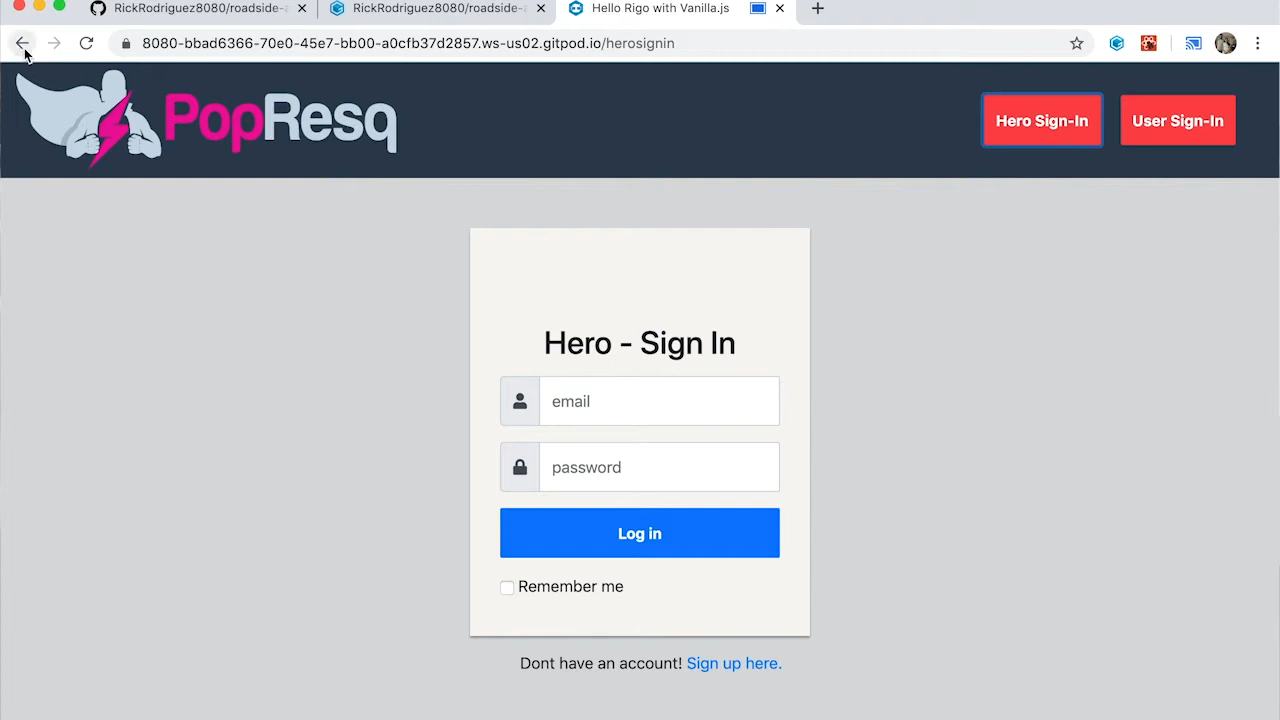 RickRodriguez8080/roadside-a
RickRodriguez8080/roadside-a
Hello Rigo with Vanilla.js
8080-bbad6366-70e0-45e7-bb00-a0cfb37d2857.ws-us02.gitpod.io/herosignin
PopResq
Hero Sign-In
User Sign-In
Hero - Sign In
email
password
Log in
Remember me
Dont have an account! Sign up here.